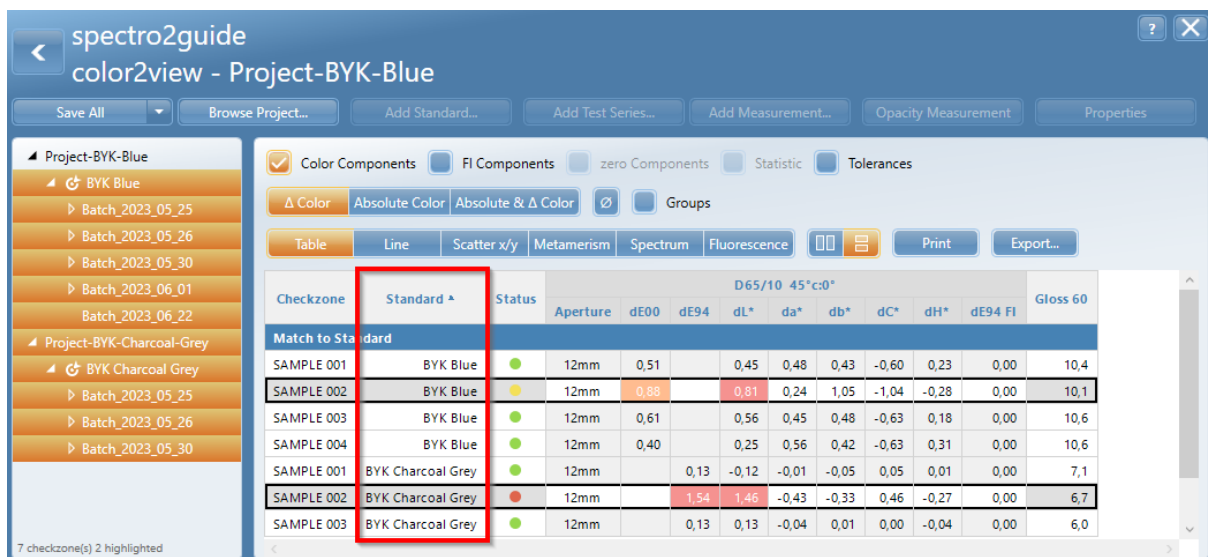 spectro2guide
color2view - Project-BYK-Blue
?
Save All Browse Project... Add Standard... Add Test Series... Add Measurement... Opacity Measurement Properties
Project-BYK-Blue
BYK Blue
Batch_2023_05_25
Batch_2023_05_26
Batch_2023_05_30
Batch_2023_06_01
Batch_2023_06_22
Project-BYK-Charcoal-Grey
BYK Charcoal Grey
Batch_2023_05_25
Batch_2023_05_26
Batch_2023_05_30
7 checkzone(s) 2 highlighted
Color Components FI Components zero Components Statistic Tolerances
Δ Color Absolute Color Absolute & Δ Color Ø Groups
Table Line Scatter x/y Metamerism Spectrum Fluorescence Print Export...
D65/10 45°c:0°
Checkzone Standard Status Aperture dE00 dE94 dL* da* db* dC* dH* dE94 FI Gloss 60
Match to Standard
SAMPLE 001 BYK Blue 12mm 0,51 0,45 0,48 0,43 -0,60 0,23 0,00 10,4
SAMPLE 002 BYK Blue 12mm 0,88 0,81 0,24 1,05 -1,04 -0,28 0,00 10,1
SAMPLE 003 BYK Blue 12mm 0,61 0,56 0,45 0,48 -0,63 0,18 0,00 10,6
SAMPLE 004 BYK Blue 12mm 0,40 0,25 0,56 0,42 -0,63 0,31 0,00 10,6
SAMPLE 001 BYK Charcoal Grey 12mm 0,13 -0,12 -0,01 -0,05 0,05 0,01 0,00 7,1
SAMPLE 002 BYK Charcoal Grey 12mm 1,54 1,46 -0,43 -0,33 0,46 -0,27 0,00 6,7
SAMPLE 003 BYK Charcoal Grey 12mm 0,13 0,13 -0,04 0,01 0,00 -0,04 0,00 6,0